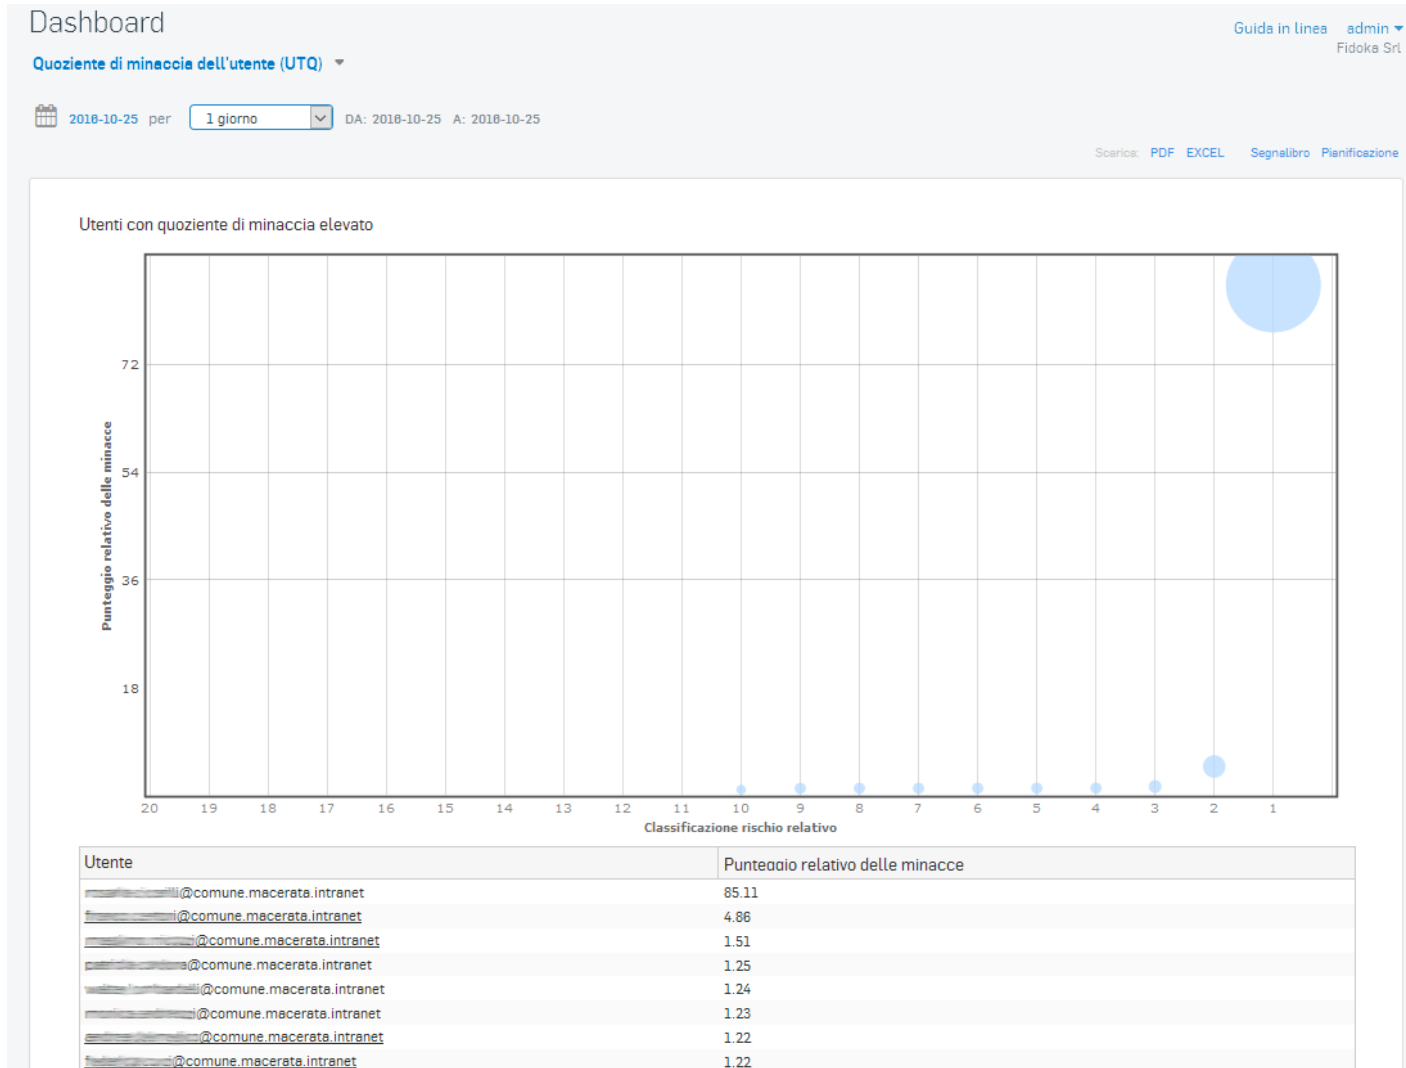 Dashboard
Guida in linea admin
Fidoka Srl
Quoziente di minaccia dell'utente (UTQ)
2018-10-25 per 1 giorno DA: 2018-10-25 A: 2018-10-25
Scarica: PDF EXCEL Segnalibro Pianificazione
Utenti con quoziente di minaccia elevato
Punteggio relativo delle minacce
72
54
36
18
20 19 18 17 16 15 14 13 12 11 10 9 8 7 6 5 4 3 2 1
Classificazione rischio relativo
Utente Punteggio relativo delle minacce
@comune.macerata.intranet 85.11
@comune.macerata.intranet 4.86
@comune.macerata.intranet 1.51
@comune.macerata.intranet 1.25
@comune.macerata.intranet 1.24
@comune.macerata.intranet 1.23
@comune.macerata.intranet 1.22
@comune.macerata.intranet 1.22